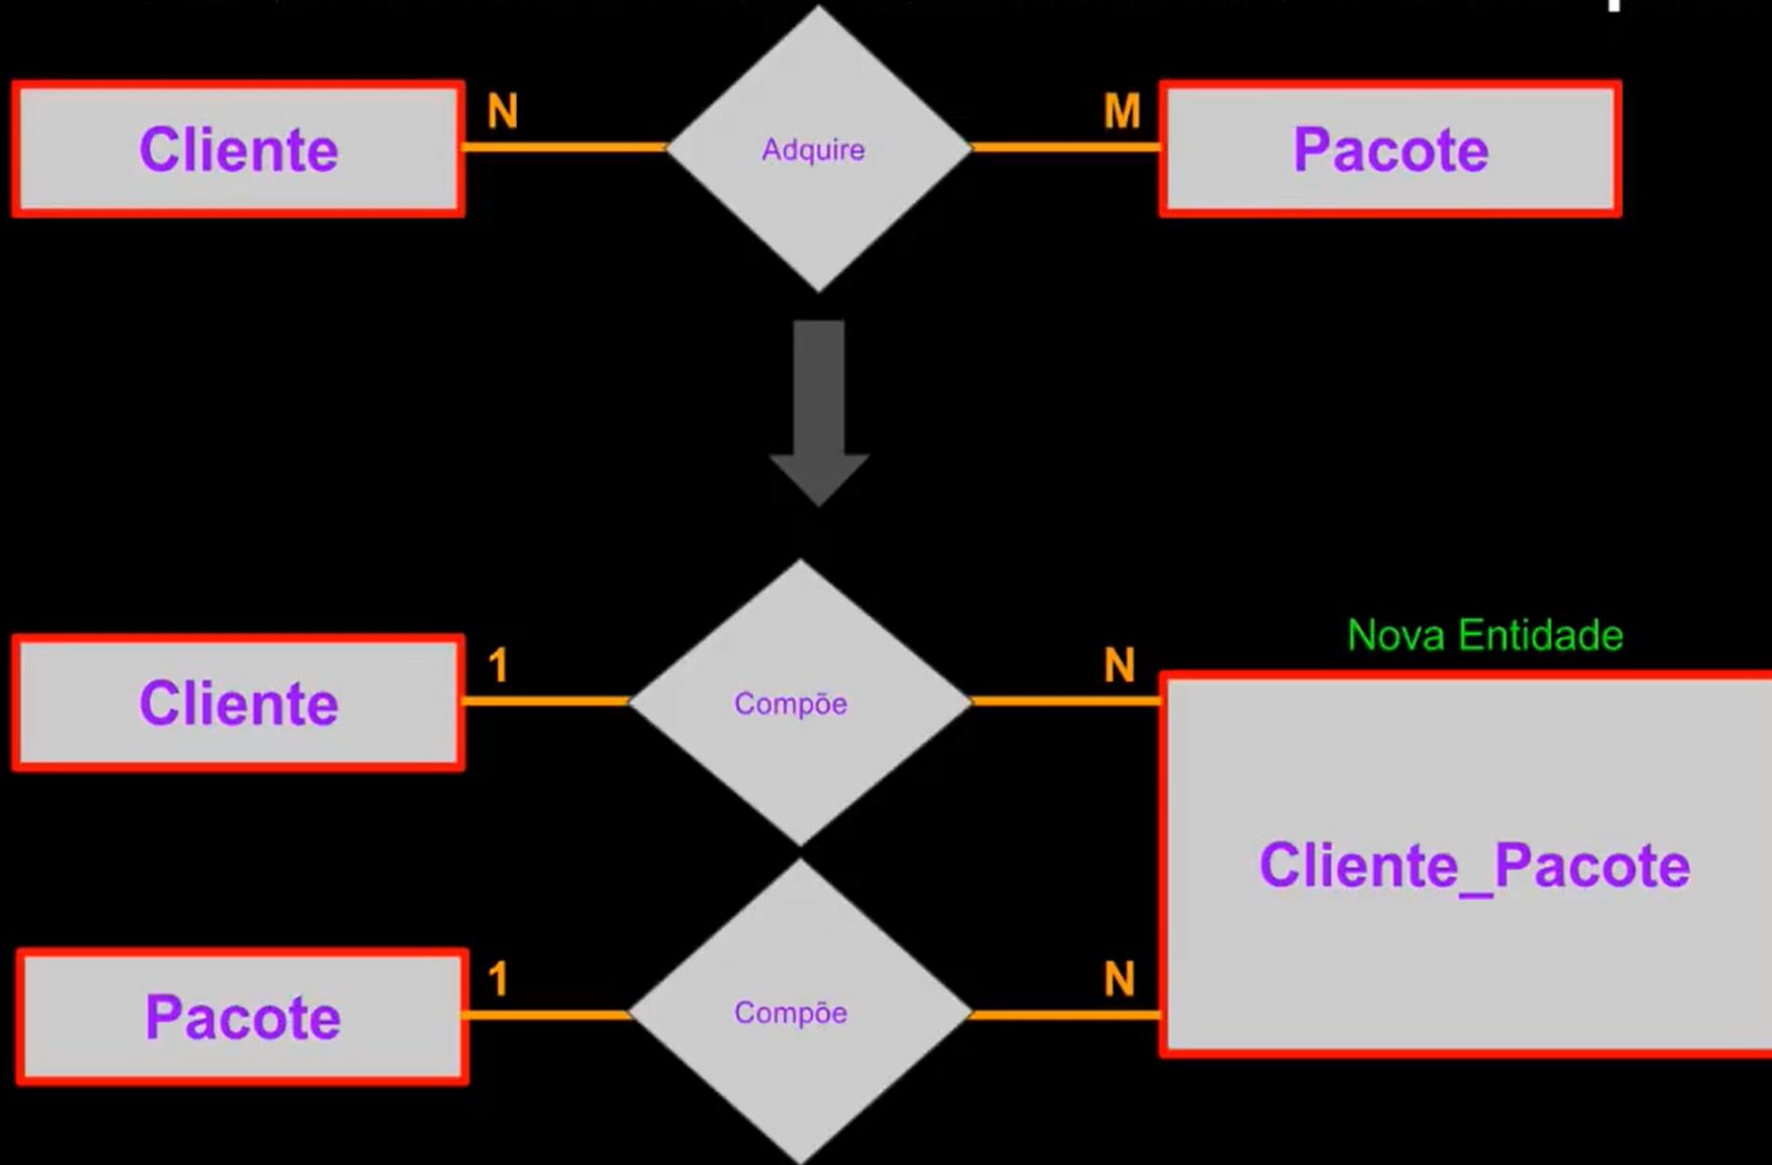 Cliente
N
Adquire
M
Pacote
Nova Entidade
Cliente
1
Compõe
N
Cliente_Pacote
Pacote
1
Compõe
N